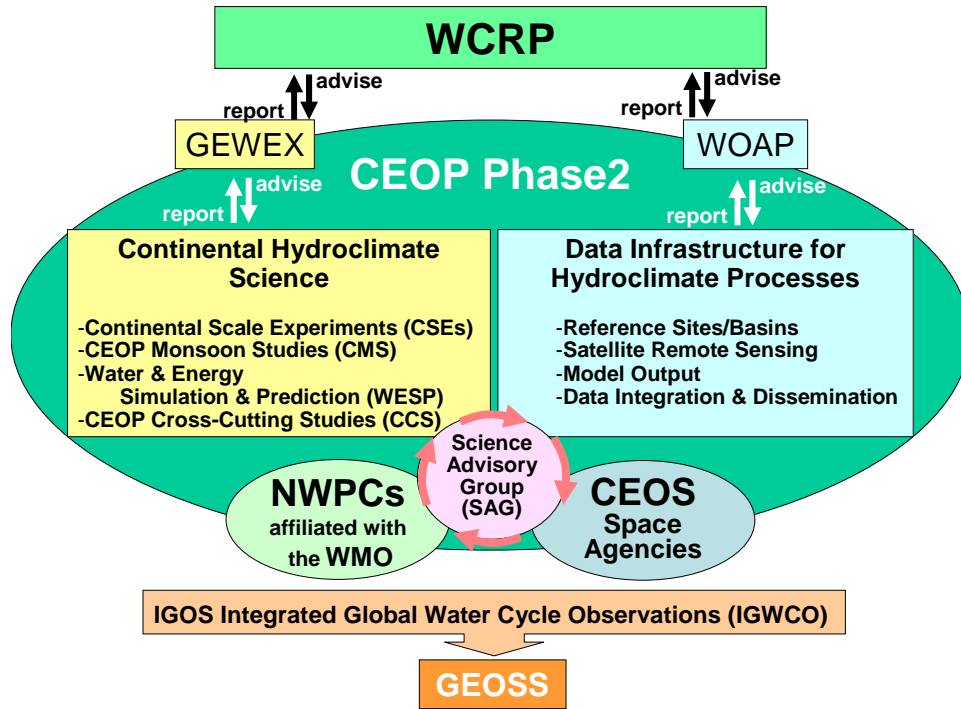 WCRP
report
advise
report
advise
GEWEX
WOAP
CEOP Phase2
report
advise
report
advise
Continental Hydroclimate
Science
-Continental Scale Experiments (CSEs)
-CEOP Monsoon Studies (CMS)
-Water & Energy
Simulation & Prediction (WESP)
-CEOP Cross-Cutting Studies (CCS)
Data Infrastructure for
Hydroclimate Processes
-Reference Sites/Basins
-Satellite Remote Sensing
-Model Output
-Data Integration & Dissemination
Science
Advisory
Group
(SAG)
NWPCs
affiliated with
the WMO
CEOS
Space
Agencies
IGOS Integrated Global Water Cycle Observations (IGWCO)
GEOSS